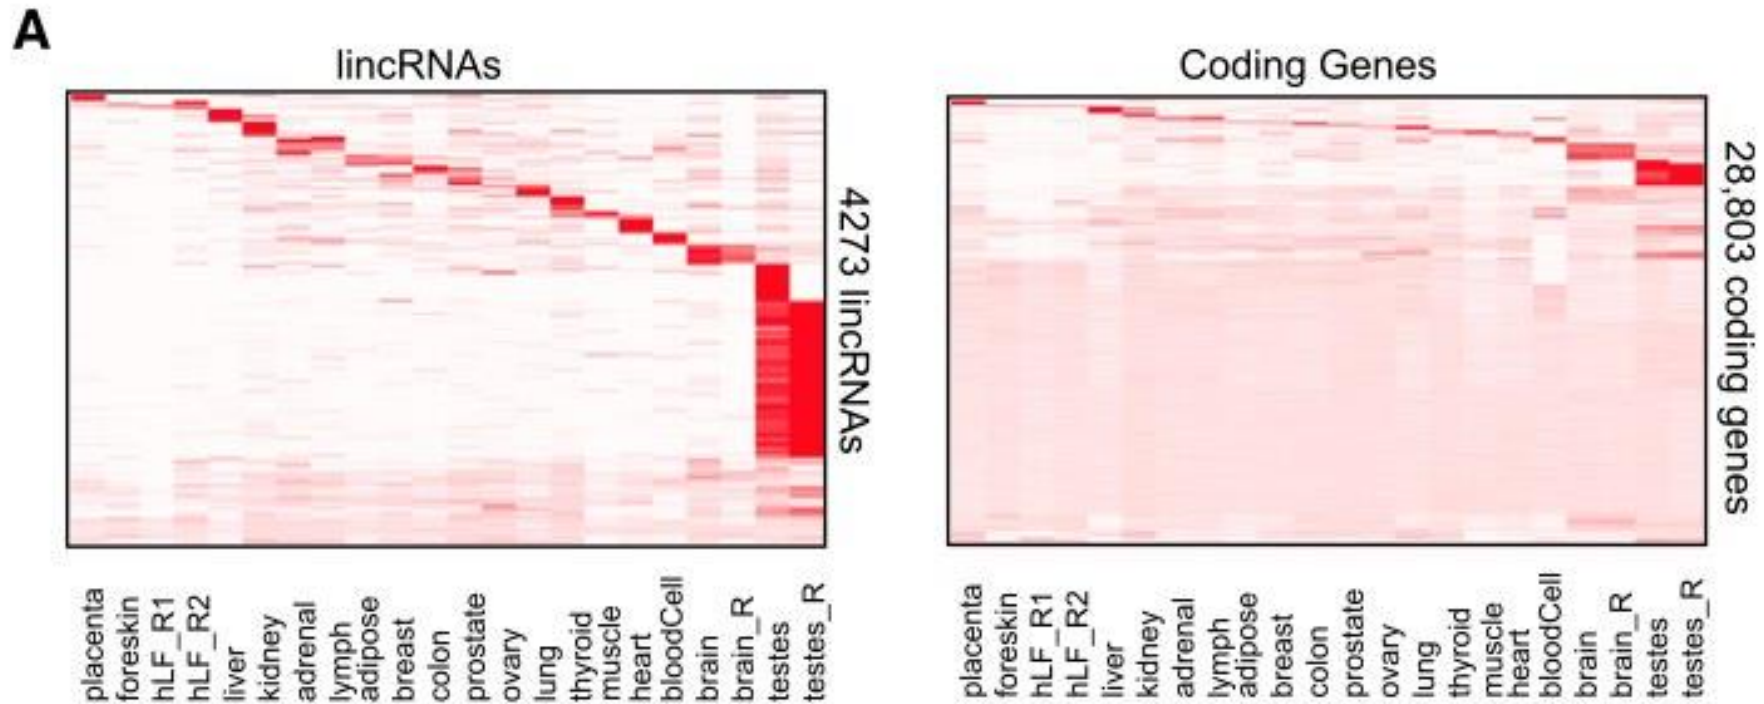 A
lincRNAs
4273 lincRNAs
placenta
foreskin
hLF_R1
hLF_R2
liver
kidney
adrenal
lymph
adipose
breast
colon
prostate
ovary
lung
thyroid
muscle
heart
bloodCell
brain
brain_R
testes
testes_R
Coding Genes
28,803 coding genes
placenta
foreskin
hLF_R1
hLF_R2
liver
kidney
adrenal
lymph
adipose
breast
colon
prostate
ovary
lung
thyroid
muscle
heart
bloodCell
brain
brain_R
testes
testes_R